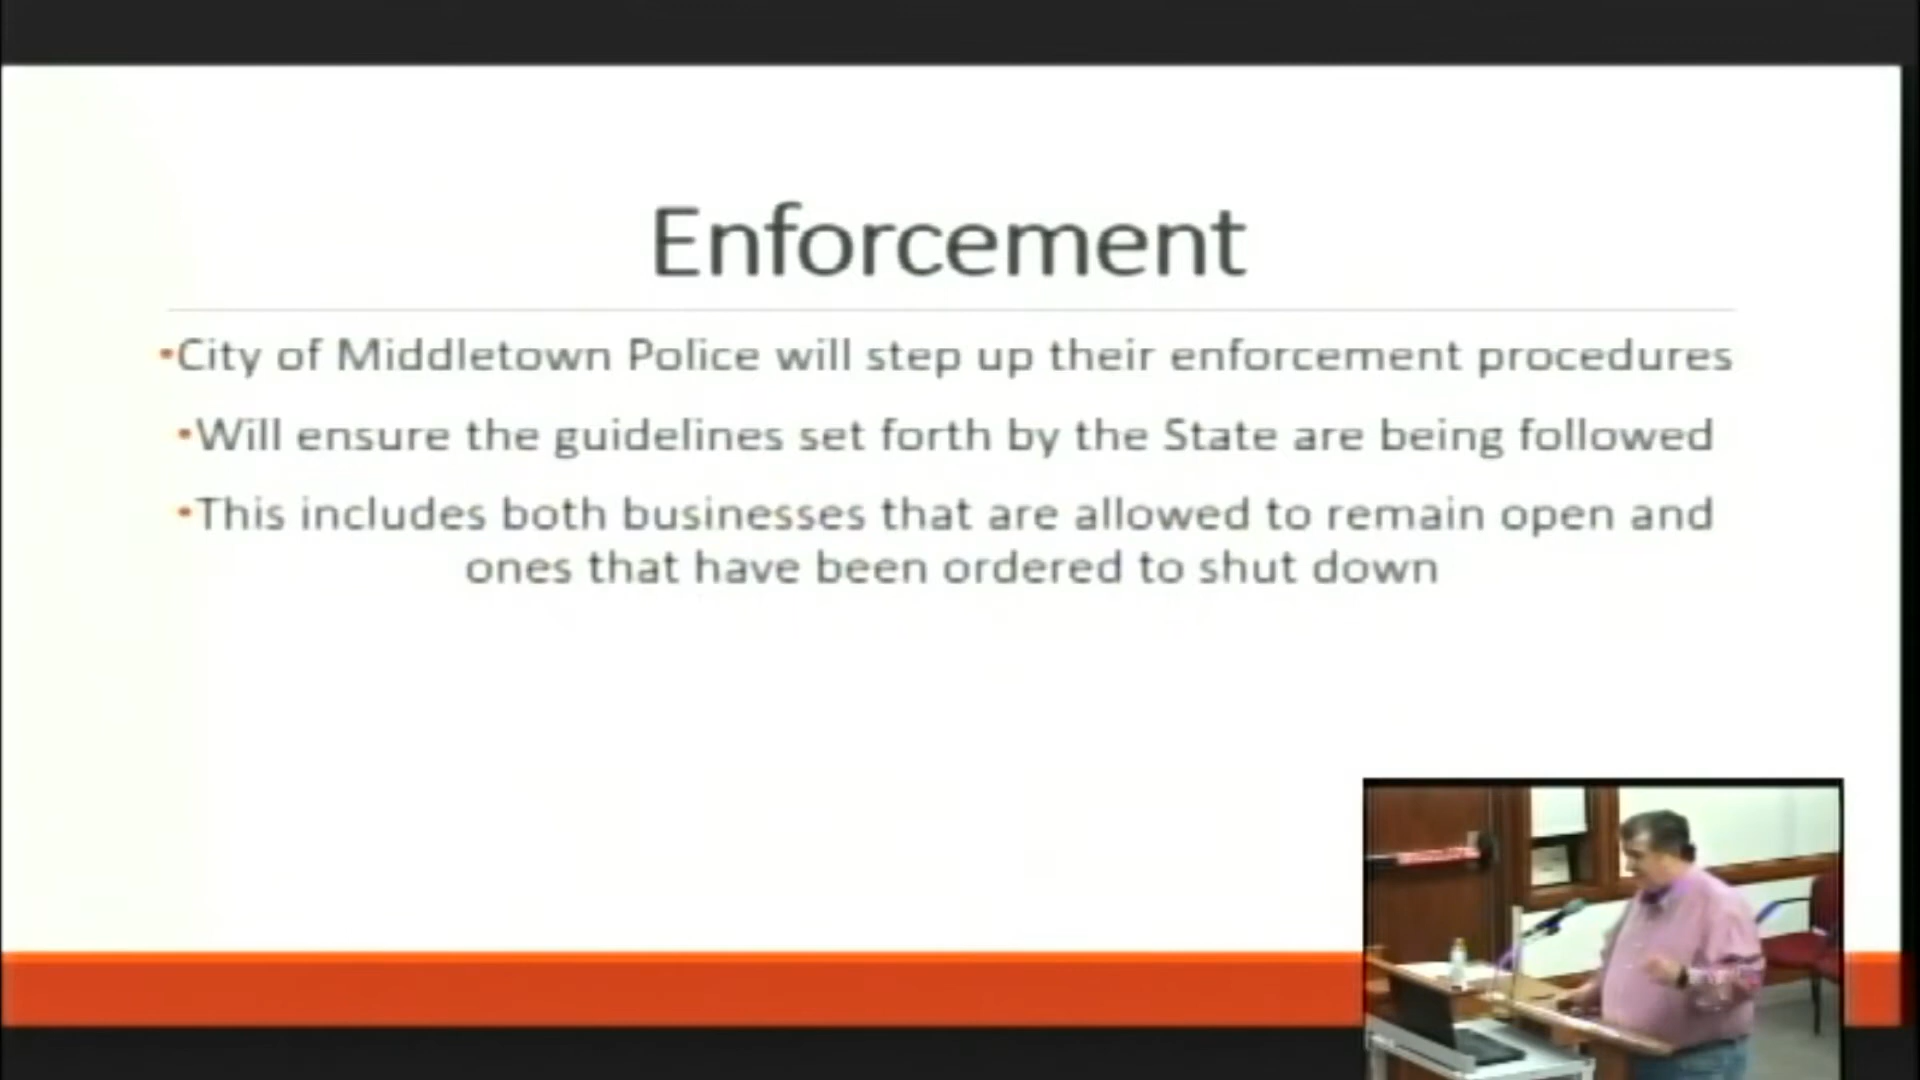 Enforcement
•City of Middletown Police will step up their enforcement procedures
•Will ensure the guidelines set forth by the State are being followed
•This includes both businesses that are allowed to remain open and
ones that have been ordered to shut down